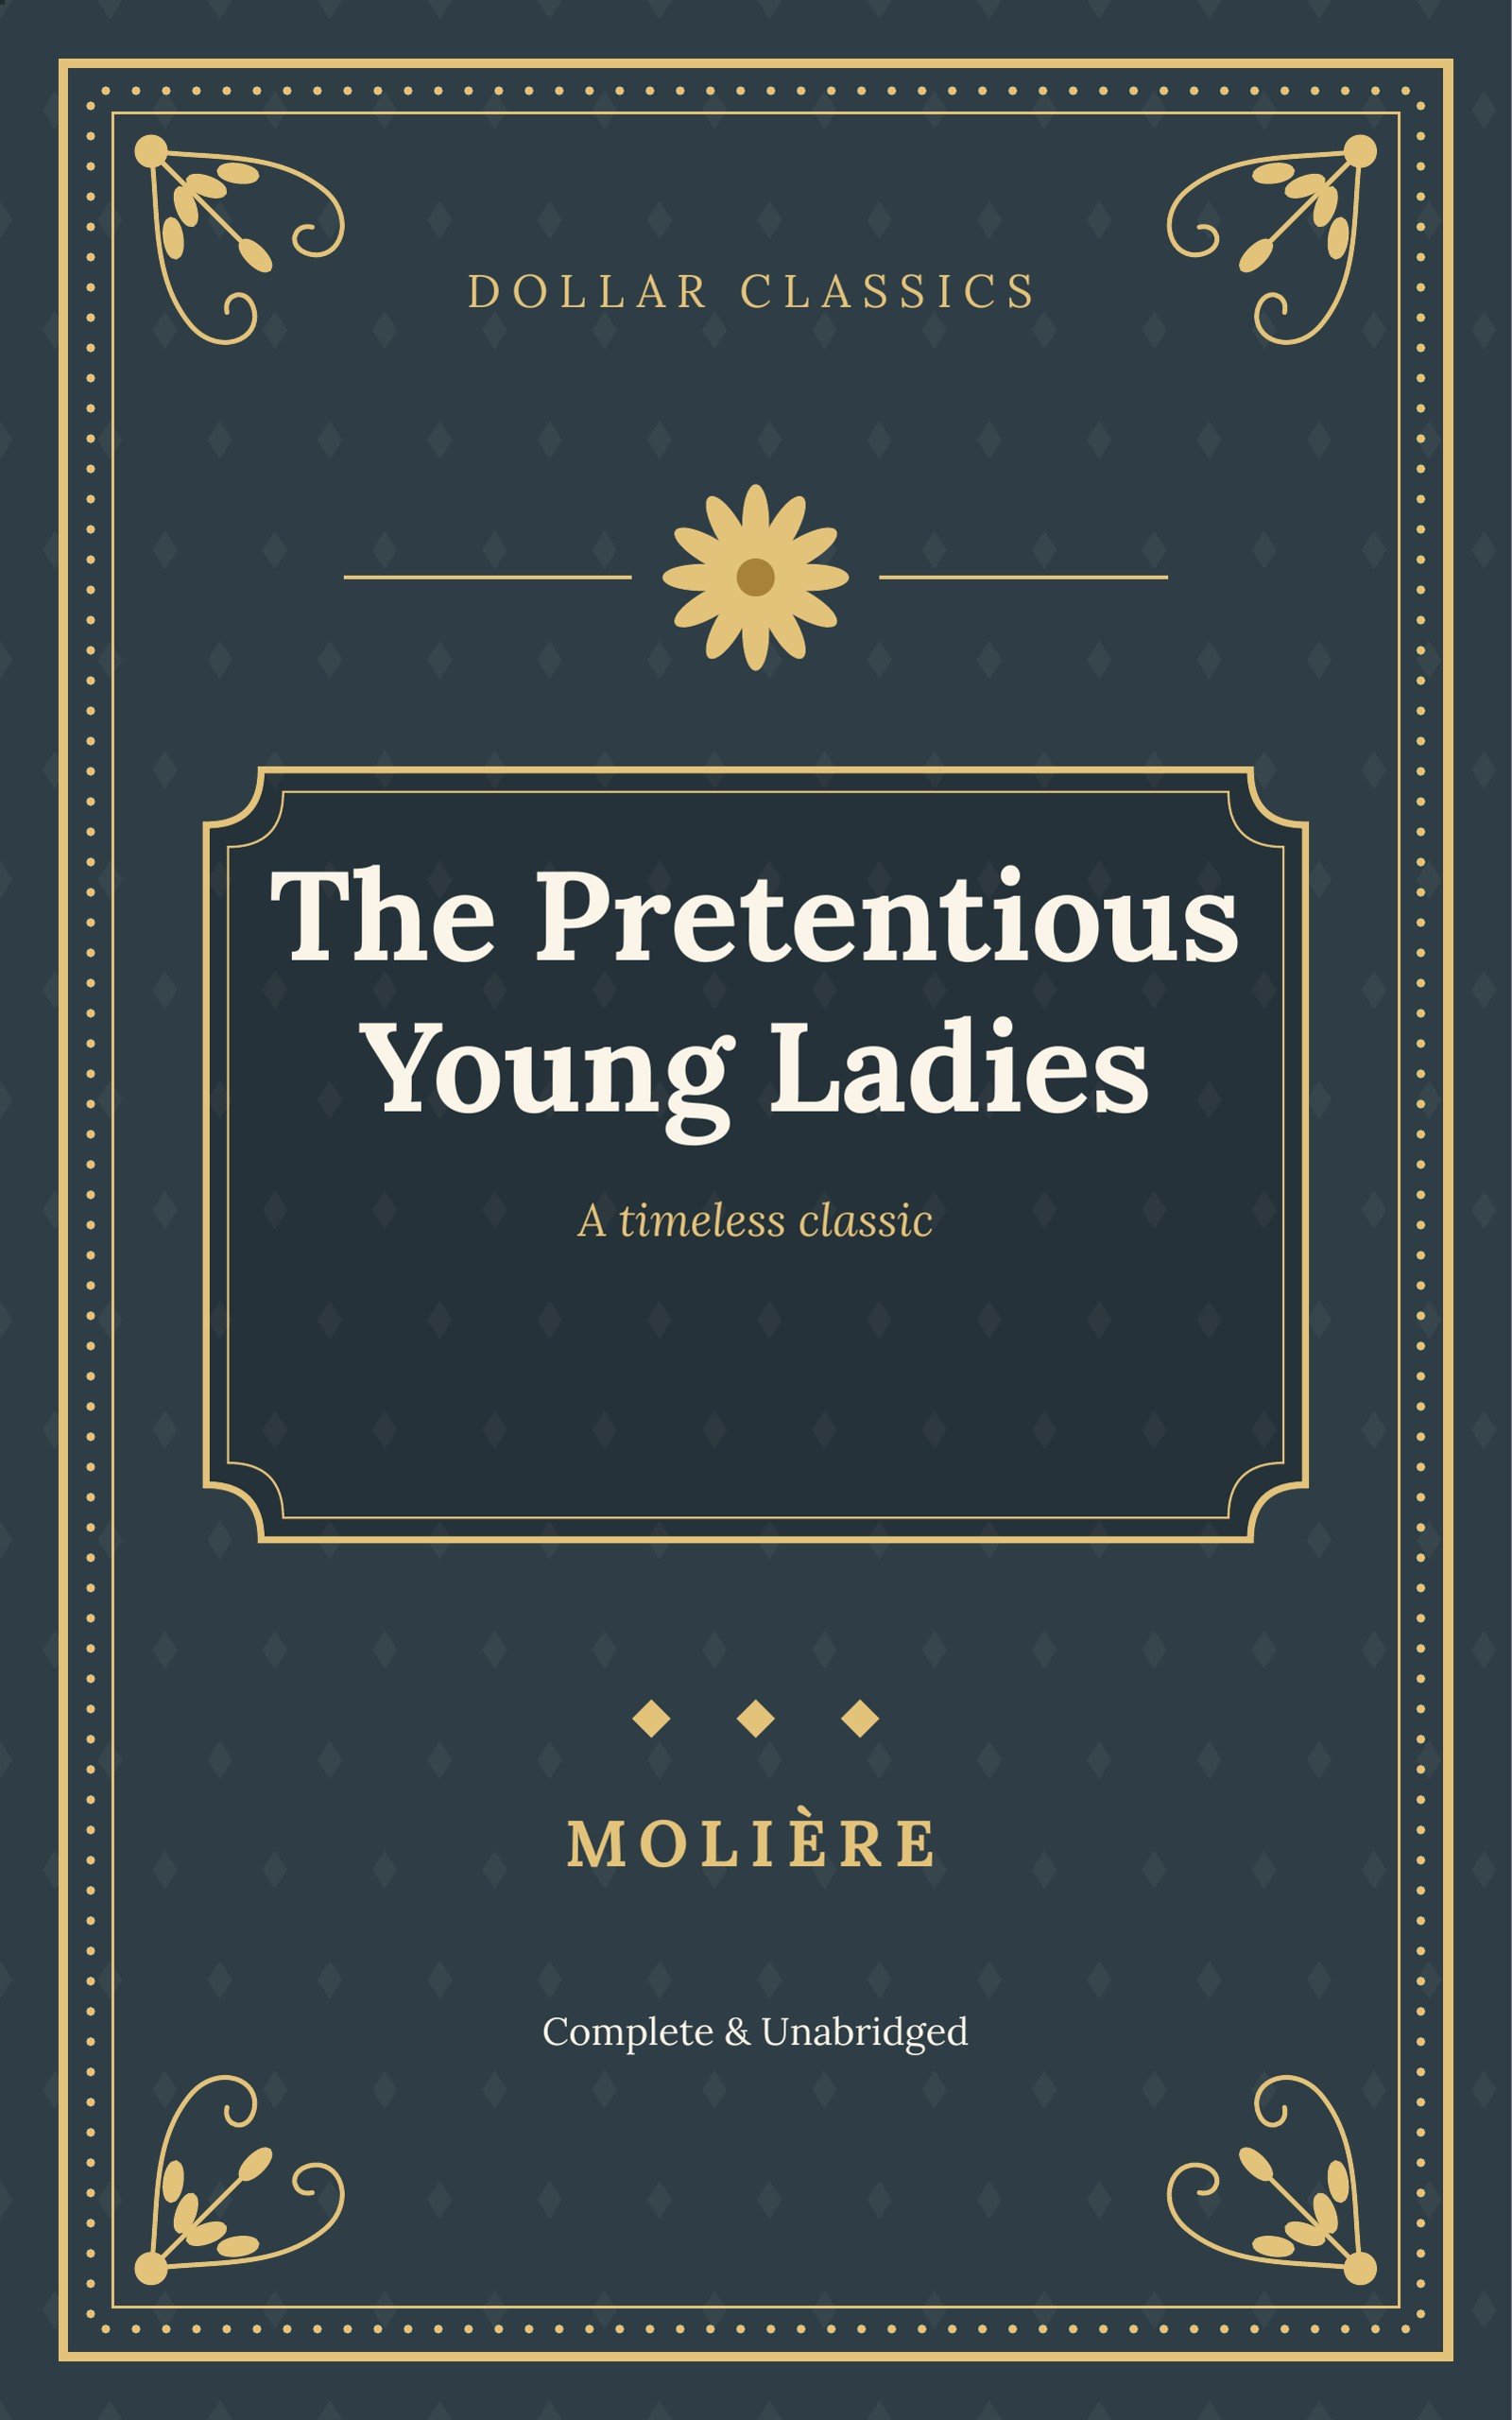 DOLLAR CLASSICS
The Pretentious
Young Ladies
A timeless classic
MOLIÈRE
Complete & Unabridged